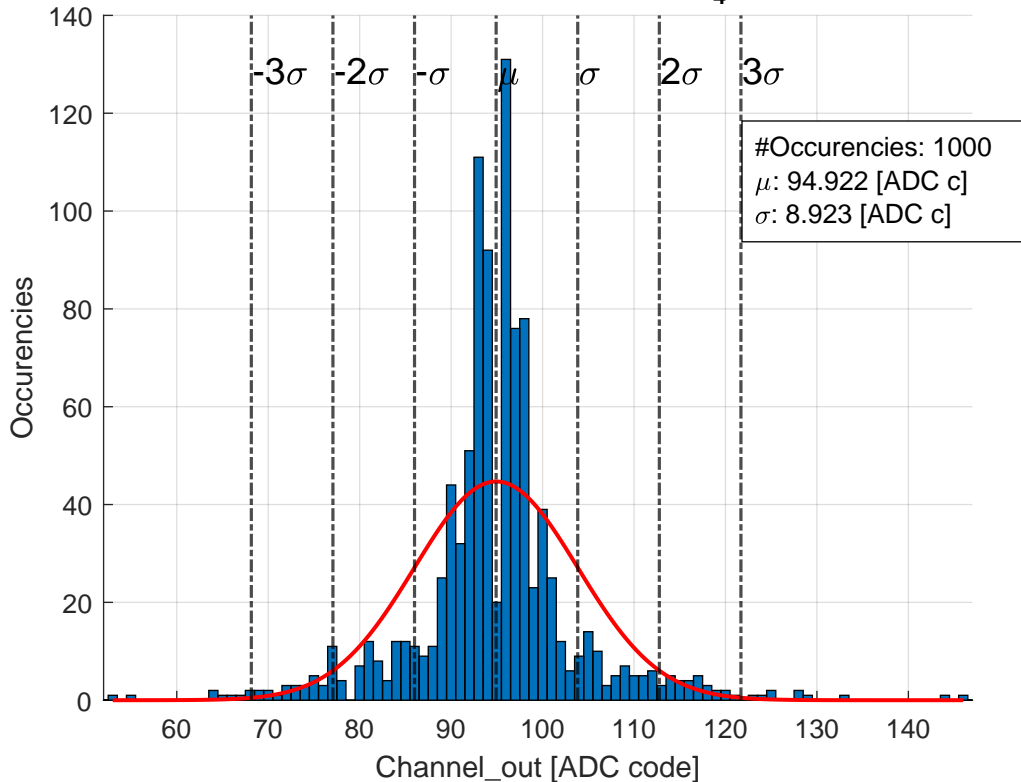 4
140
120
100
80
60
40
20
0
-3σ -2σ -σ μ σ 2σ 3σ
#Occurencies: 1000
μ: 94.922 [ADC c]
σ: 8.923 [ADC c]
Occurencies
60 70 80 90 100 110 120 130 140
Channel_out [ADC code]